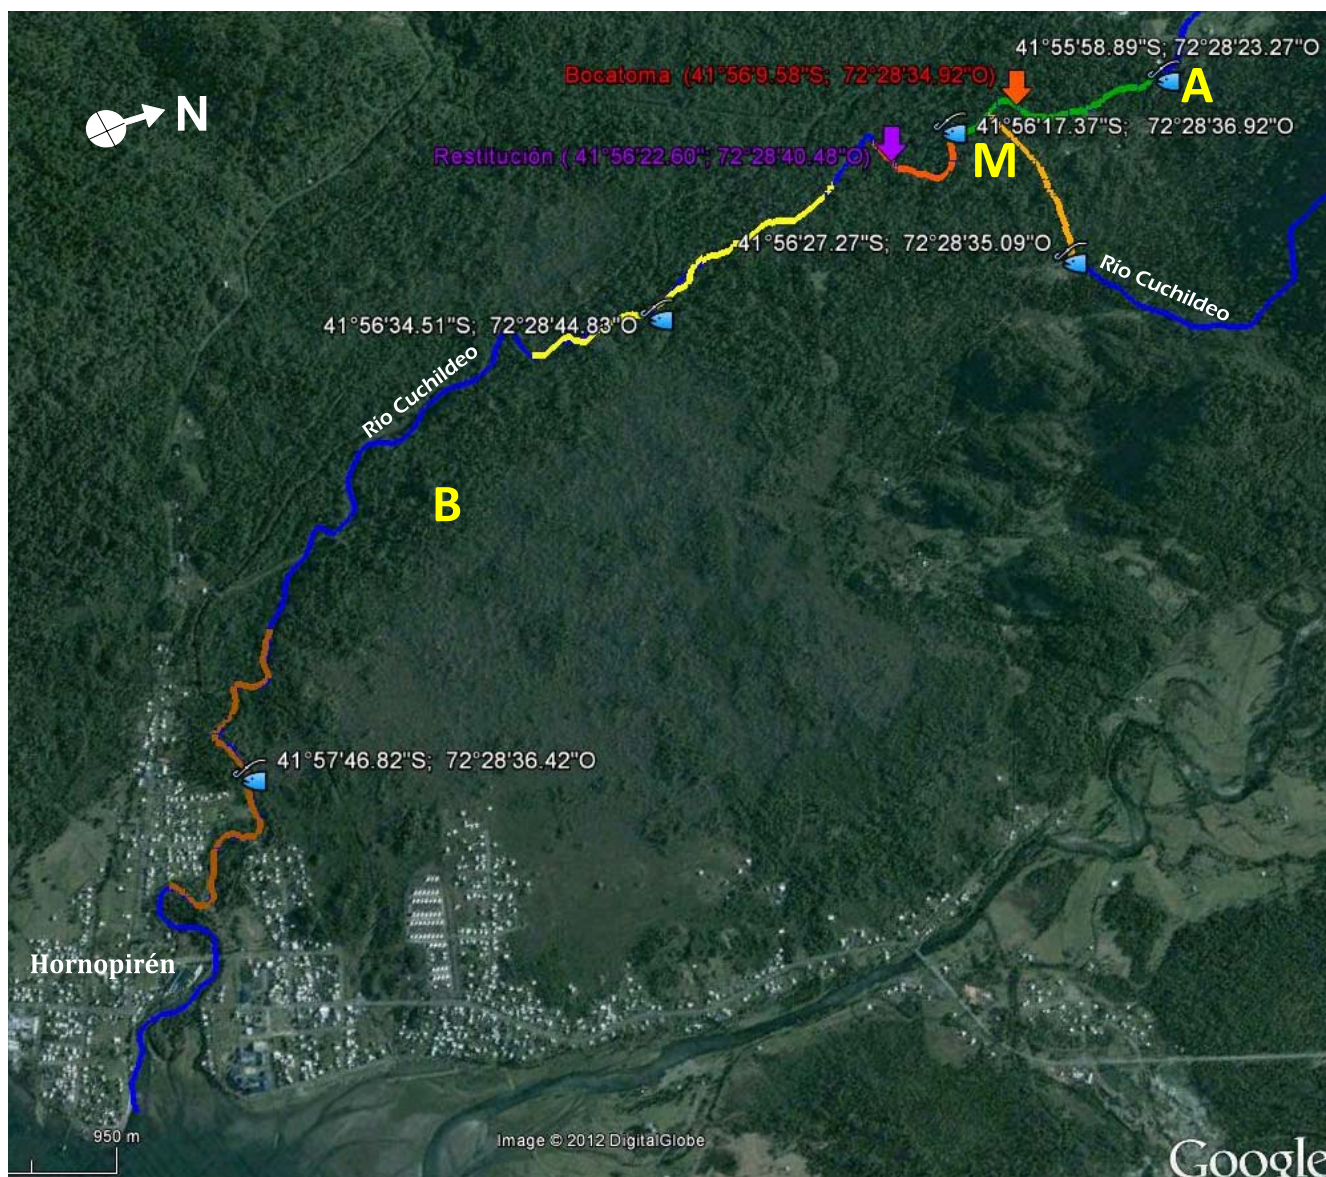 41°55'58.89"S; 72°28'23.27"O
Bocatoma (41°56'9.58"S; 72°28'34.92"O)
A
N
41°56'17.37"S; 72°28'36.92"O
Restitución ( 41°56'22.60"; 72°28'40.48"O)
M
41°56'27.27"S; 72°28'35.09"O
Río Cuchildeo
41°56'34.51"S; 72°28'44.83"O
Río Cuchildeo
B
41°57'46.82"S; 72°28'36.42"O
Hornopirén
950 m
Image © 2012 DigitalGlobe
Google